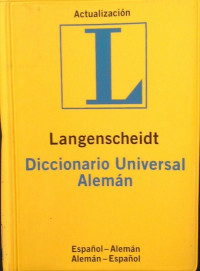 Actualización
L
Langenscheidt
Diccionario Universal
Alemán
Español–Alemán
Alemán–Español